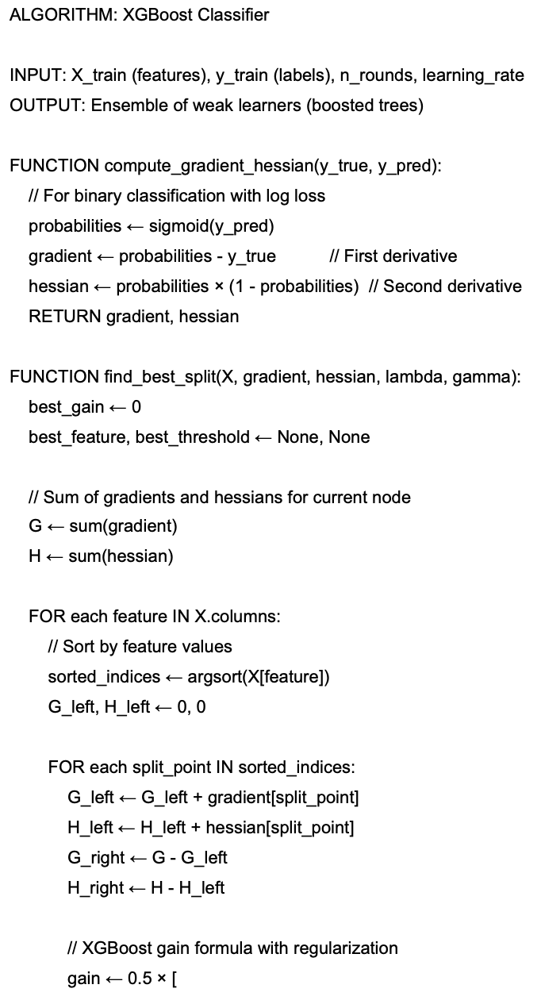 ALGORITHM: XGBoost Classifier
INPUT: X_train (features), y_train (labels), n_rounds, learning_rate
OUTPUT: Ensemble of weak learners (boosted trees)
FUNCTION compute_gradient_hessian(y_true, y_pred):
// For binary classification with log loss
probabilities ← sigmoid(y_pred)
gradient ← probabilities - y_true // First derivative
hessian ← probabilities × (1 - probabilities) // Second derivative
RETURN gradient, hessian
FUNCTION find_best_split(X, gradient, hessian, lambda, gamma):
best_gain ← 0
best_feature, best_threshold ← None, None
// Sum of gradients and hessians for current node
G ← sum(gradient)
H ← sum(hessian)
FOR each feature IN X.columns:
// Sort by feature values
sorted_indices ← argsort(X[feature])
G_left, H_left ← 0, 0
FOR each split_point IN sorted_indices:
G_left ← G_left + gradient[split_point]
H_left ← H_left + hessian[split_point]
G_right ← G - G_left
H_right ← H - H_left
// XGBoost gain formula with regularization
gain ← 0.5 × [